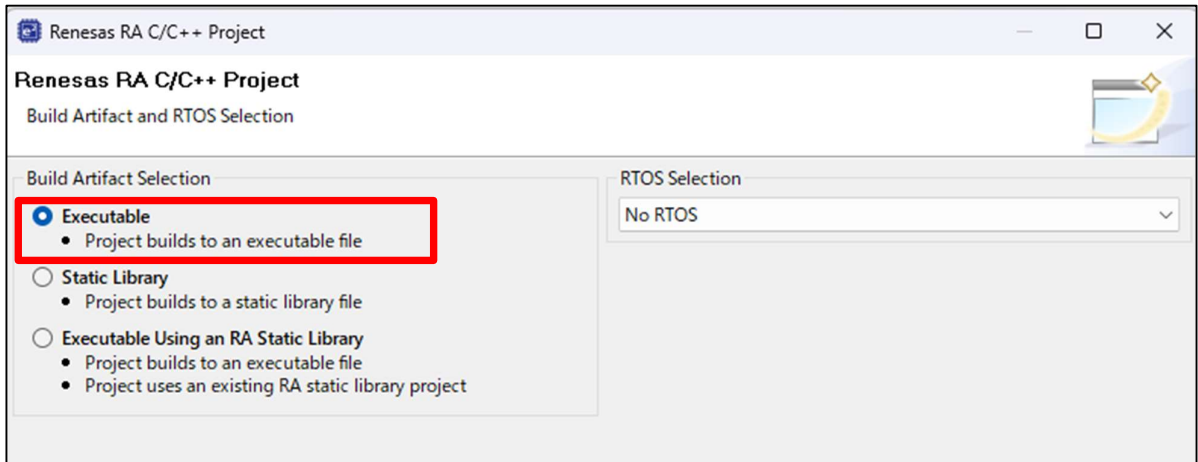 Renesas RA C/C++ Project
Renesas RA C/C++ Project
Build Artifact and RTOS Selection
Build Artifact Selection
Executable
• Project builds to an executable file
Static Library
• Project builds to a static library file
Executable Using an RA Static Library
• Project builds to an executable file
• Project uses an existing RA static library project
RTOS Selection
No RTOS